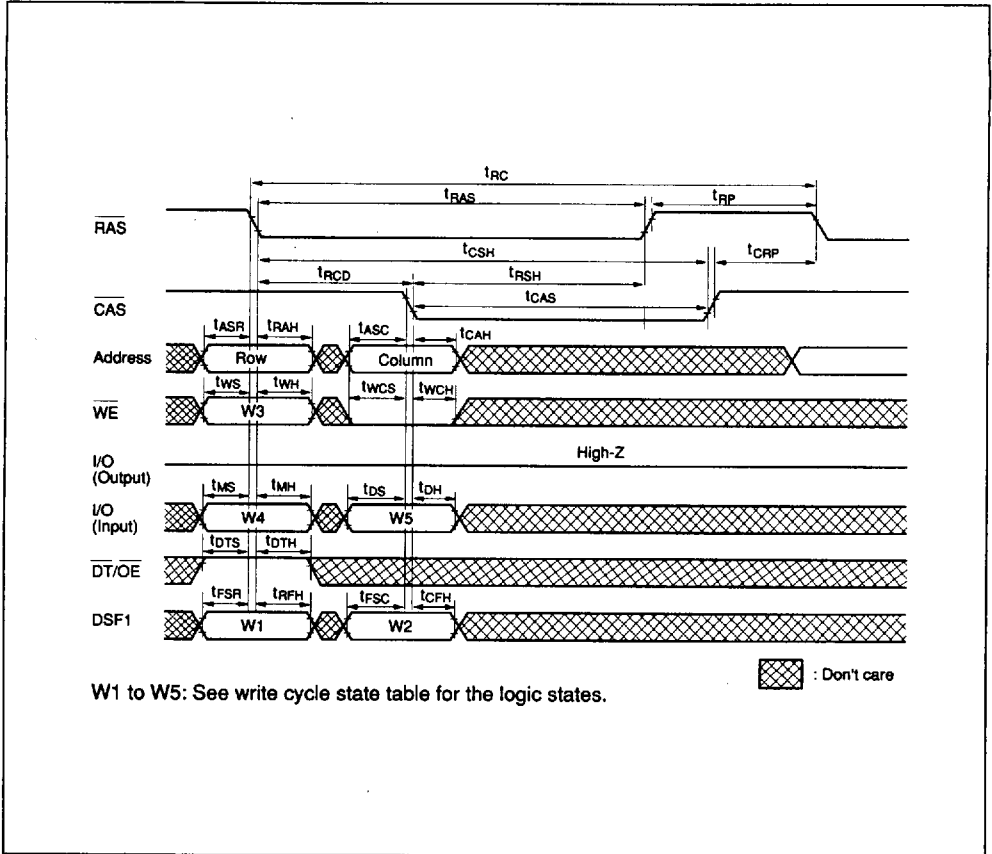 tRC
tRAS tRP
RAS
tCSH tCRP
tRCD tRSH
tCAS
CAS
tASR tRAH tASC tCAH
Address Row Column
tWS tWH tWCS tWCH
WE W3
I/O (Output) High-Z
tMS tMH tDS tDH
I/O (Input) W4 W5
tDTS tDTH
DT/OE
tFSR tRFH tFSC tCFH
DSF1 W1 W2
: Don't care
W1 to W5: See write cycle state table for the logic states.